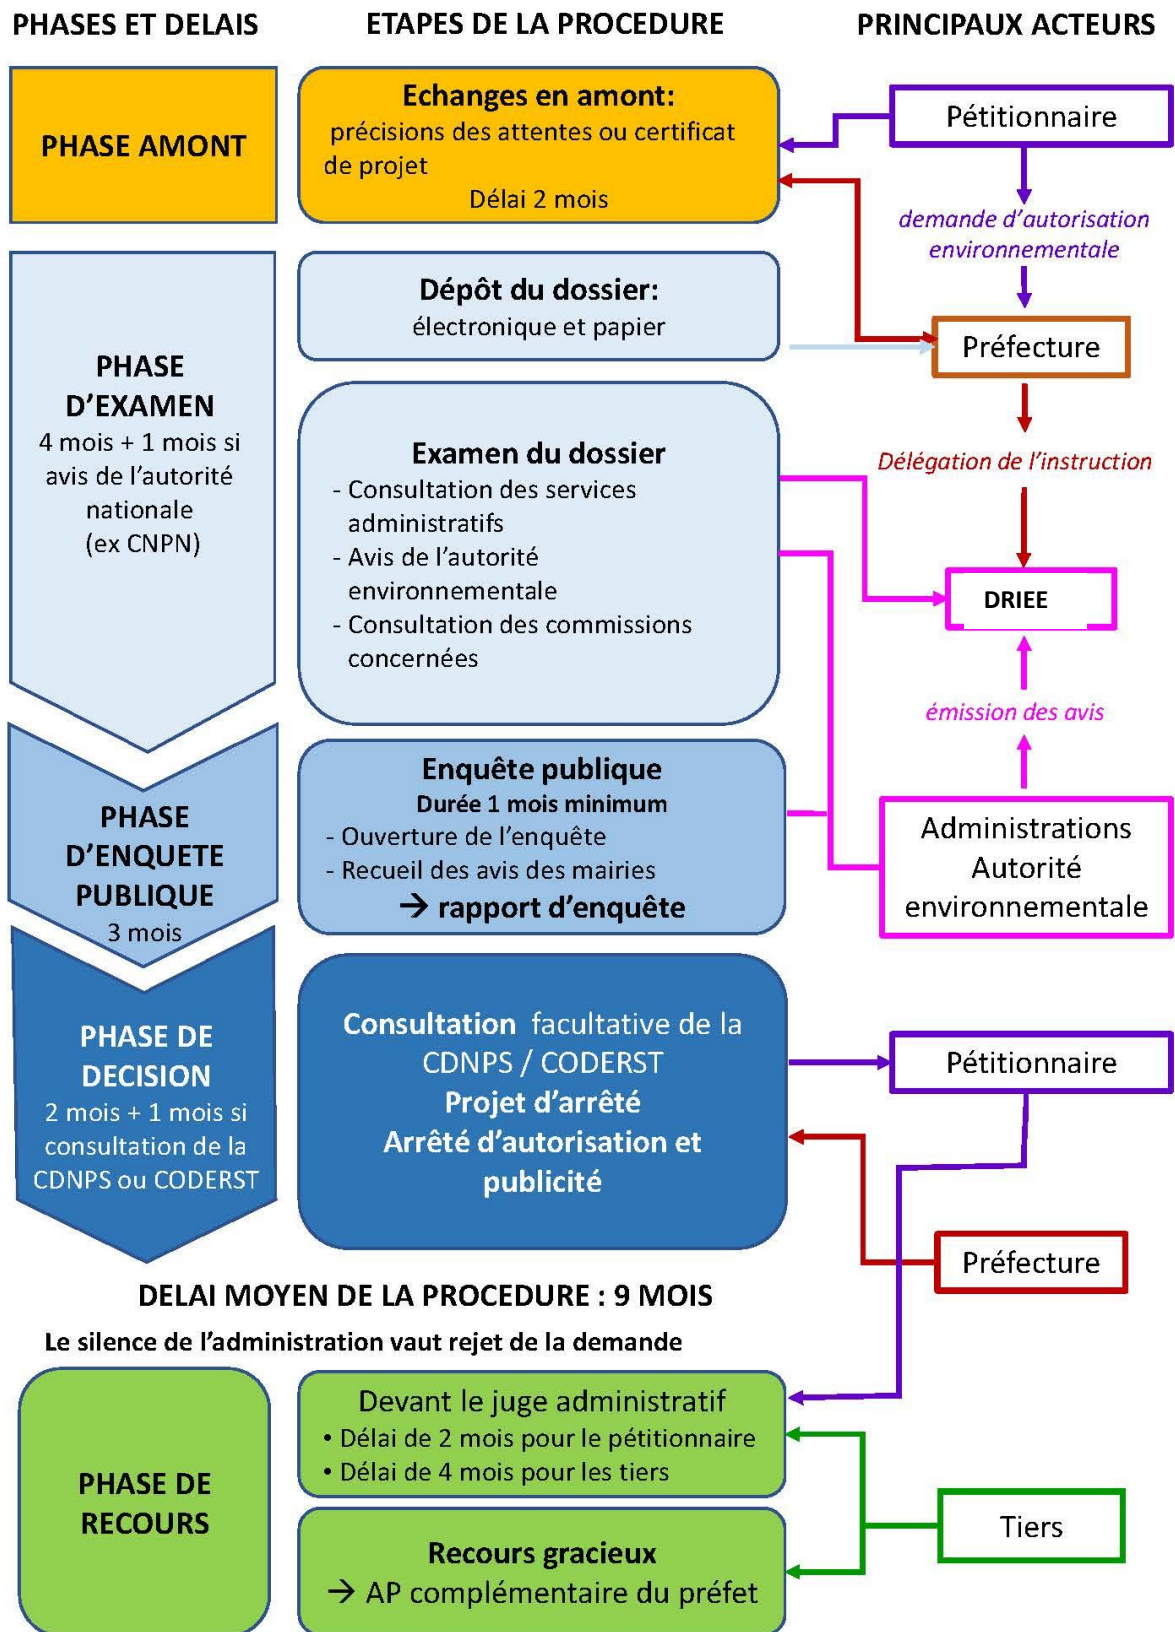 PHASES ET DELAIS
ETAPES DE LA PROCEDURE
PRINCIPAUX ACTEURS
PHASE AMONT
Echanges en amont:
précisions des attentes ou certificat
de projet
Délai 2 mois
Pétitionnaire
demande d'autorisation
environnementale
Dépôt du dossier:
électronique et papier
Préfecture
PHASE
D'EXAMEN
4 mois + 1 mois si
avis de l'autorité
nationale
(ex CNPN)
Examen du dossier
- Consultation des services
administratifs
- Avis de l'autorité
environnementale
- Consultation des commissions
concernées
Délégation de l'instruction
DRIEE
émission des avis
PHASE
D'ENQUETE
PUBLIQUE
3 mois
Enquête publique
Durée 1 mois minimum
- Ouverture de l'enquête
- Recueil des avis des mairies
→ rapport d'enquête
Administrations
Autorité
environnementale
PHASE DE
DECISION
2 mois + 1 mois si
consultation de la
CDNPS ou CODERST
Consultation facultative de la
CDNPS / CODERST
Projet d'arrêté
Arrêté d'autorisation et
publicité
Pétitionnaire
Préfecture
DELAI MOYEN DE LA PROCEDURE : 9 MOIS
Le silence de l'administration vaut rejet de la demande
PHASE DE
RECOURS
Devant le juge administratif
• Délai de 2 mois pour le pétitionnaire
• Délai de 4 mois pour les tiers
Recours gracieux
→ AP complémentaire du préfet
Tiers